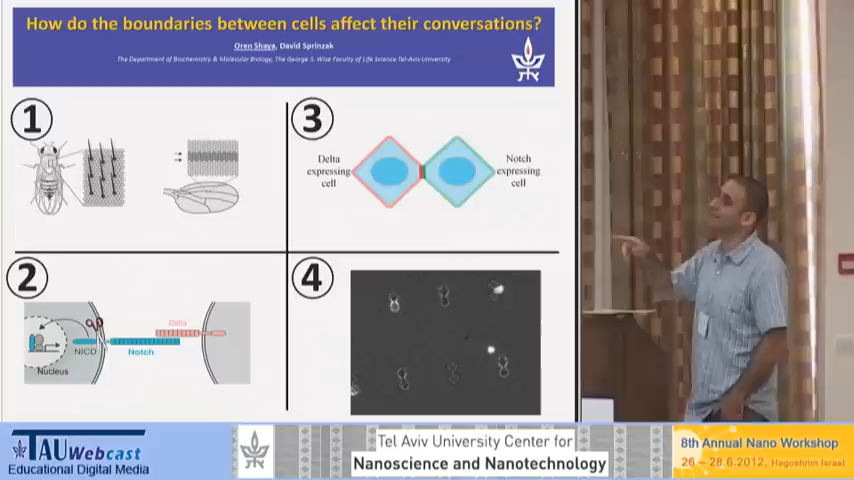 How do the boundaries between cells affect their conversations?
Oren Shaya, David Sprinzak
The Department of Biochemistry & Molecular Biology, The George S. Wise Faculty of Life Science Tel-Aviv University
1
3
Delta
expressing
cell
Notch
expressing
cell
2
4
Delta
NICD
Notch
Nucleus
TAU Webcast
Educational Digital Media
Tel Aviv University Center for
Nanoscience and Nanotechnology
8th Annual Nano Workshop
26 – 28.6.2012, Hagoshrim Israel